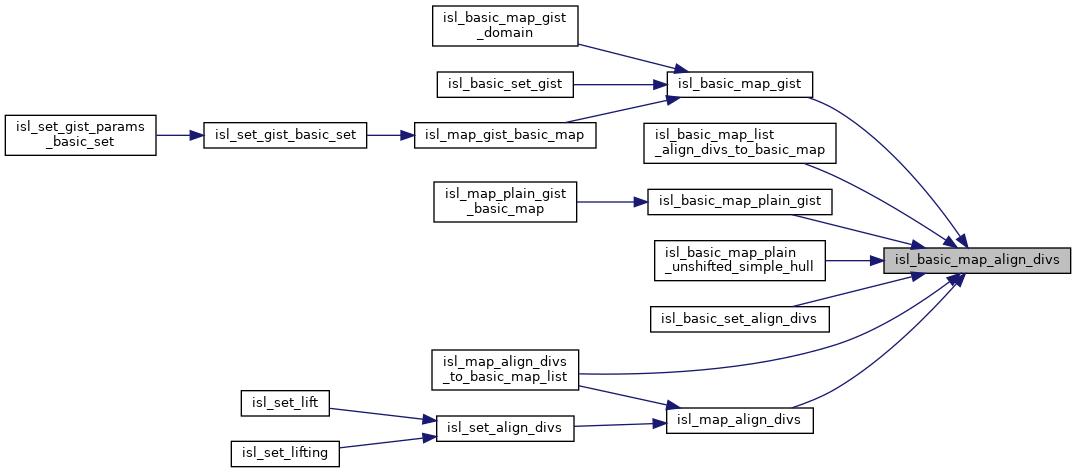 isl_basic_map_gist
_domain
isl_basic_set_gist
isl_basic_map_gist
isl_set_gist_params
_basic_set
isl_set_gist_basic_set
isl_map_gist_basic_map
isl_basic_map_list
_align_divs_to_basic_map
isl_map_plain_gist
_basic_map
isl_basic_map_plain_gist
isl_basic_map_plain
_unshifted_simple_hull
isl_basic_map_align_divs
isl_basic_set_align_divs
isl_map_align_divs
_to_basic_map_list
isl_set_lift
isl_set_align_divs
isl_map_align_divs
isl_set_lifting